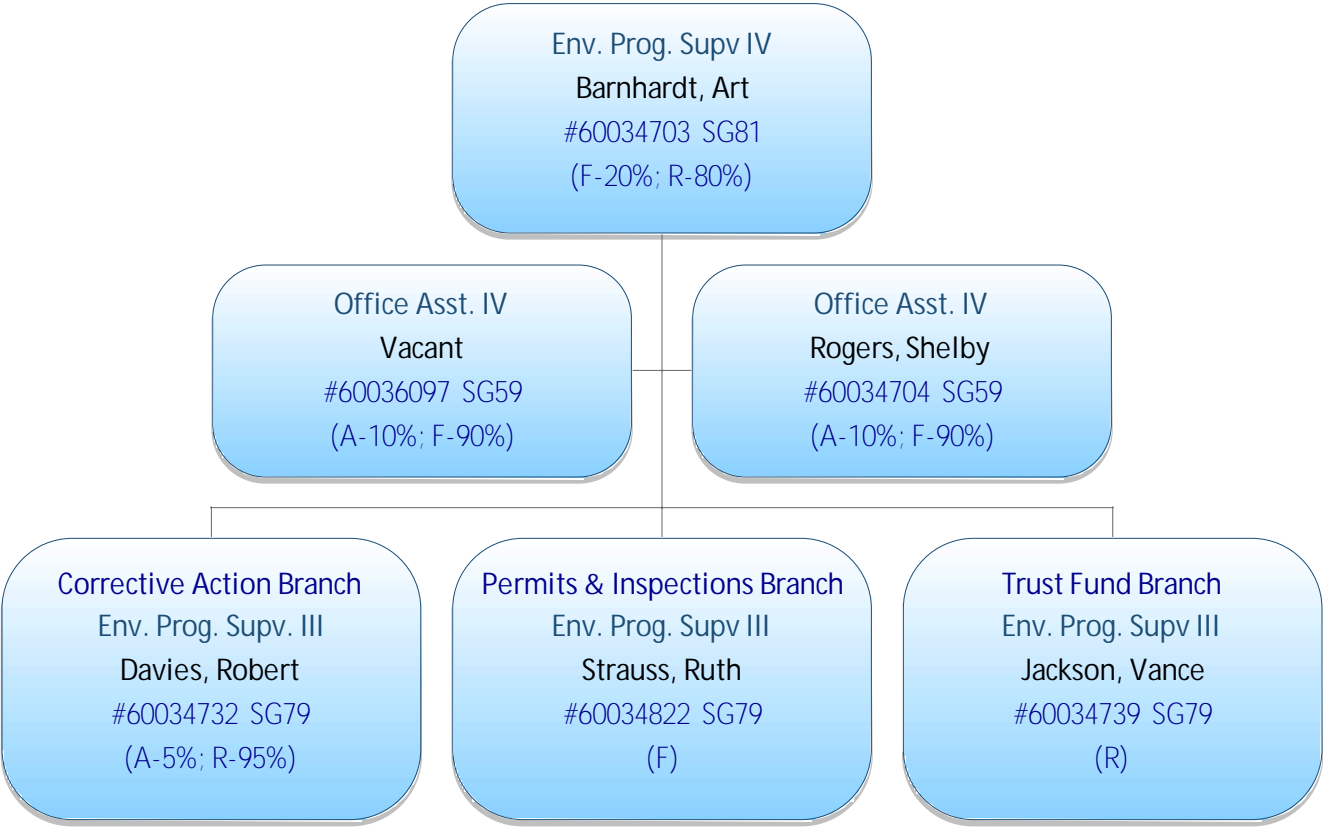 Env. Prog. Supv IV
Barnhardt, Art
#60034703 SG81
(F-20%; R-80%)
Office Asst. IV
Vacant
#60036097 SG59
(A-10%; F-90%)
Office Asst. IV
Rogers, Shelby
#60034704 SG59
(A-10%; F-90%)
Corrective Action Branch
Env. Prog. Supv. III
Davies, Robert
#60034732 SG79
(A-5%; R-95%)
Permits & Inspections Branch
Env. Prog. Supv III
Strauss, Ruth
#60034822 SG79
(F)
Trust Fund Branch
Env. Prog. Supv III
Jackson, Vance
#60034739 SG79
(R)